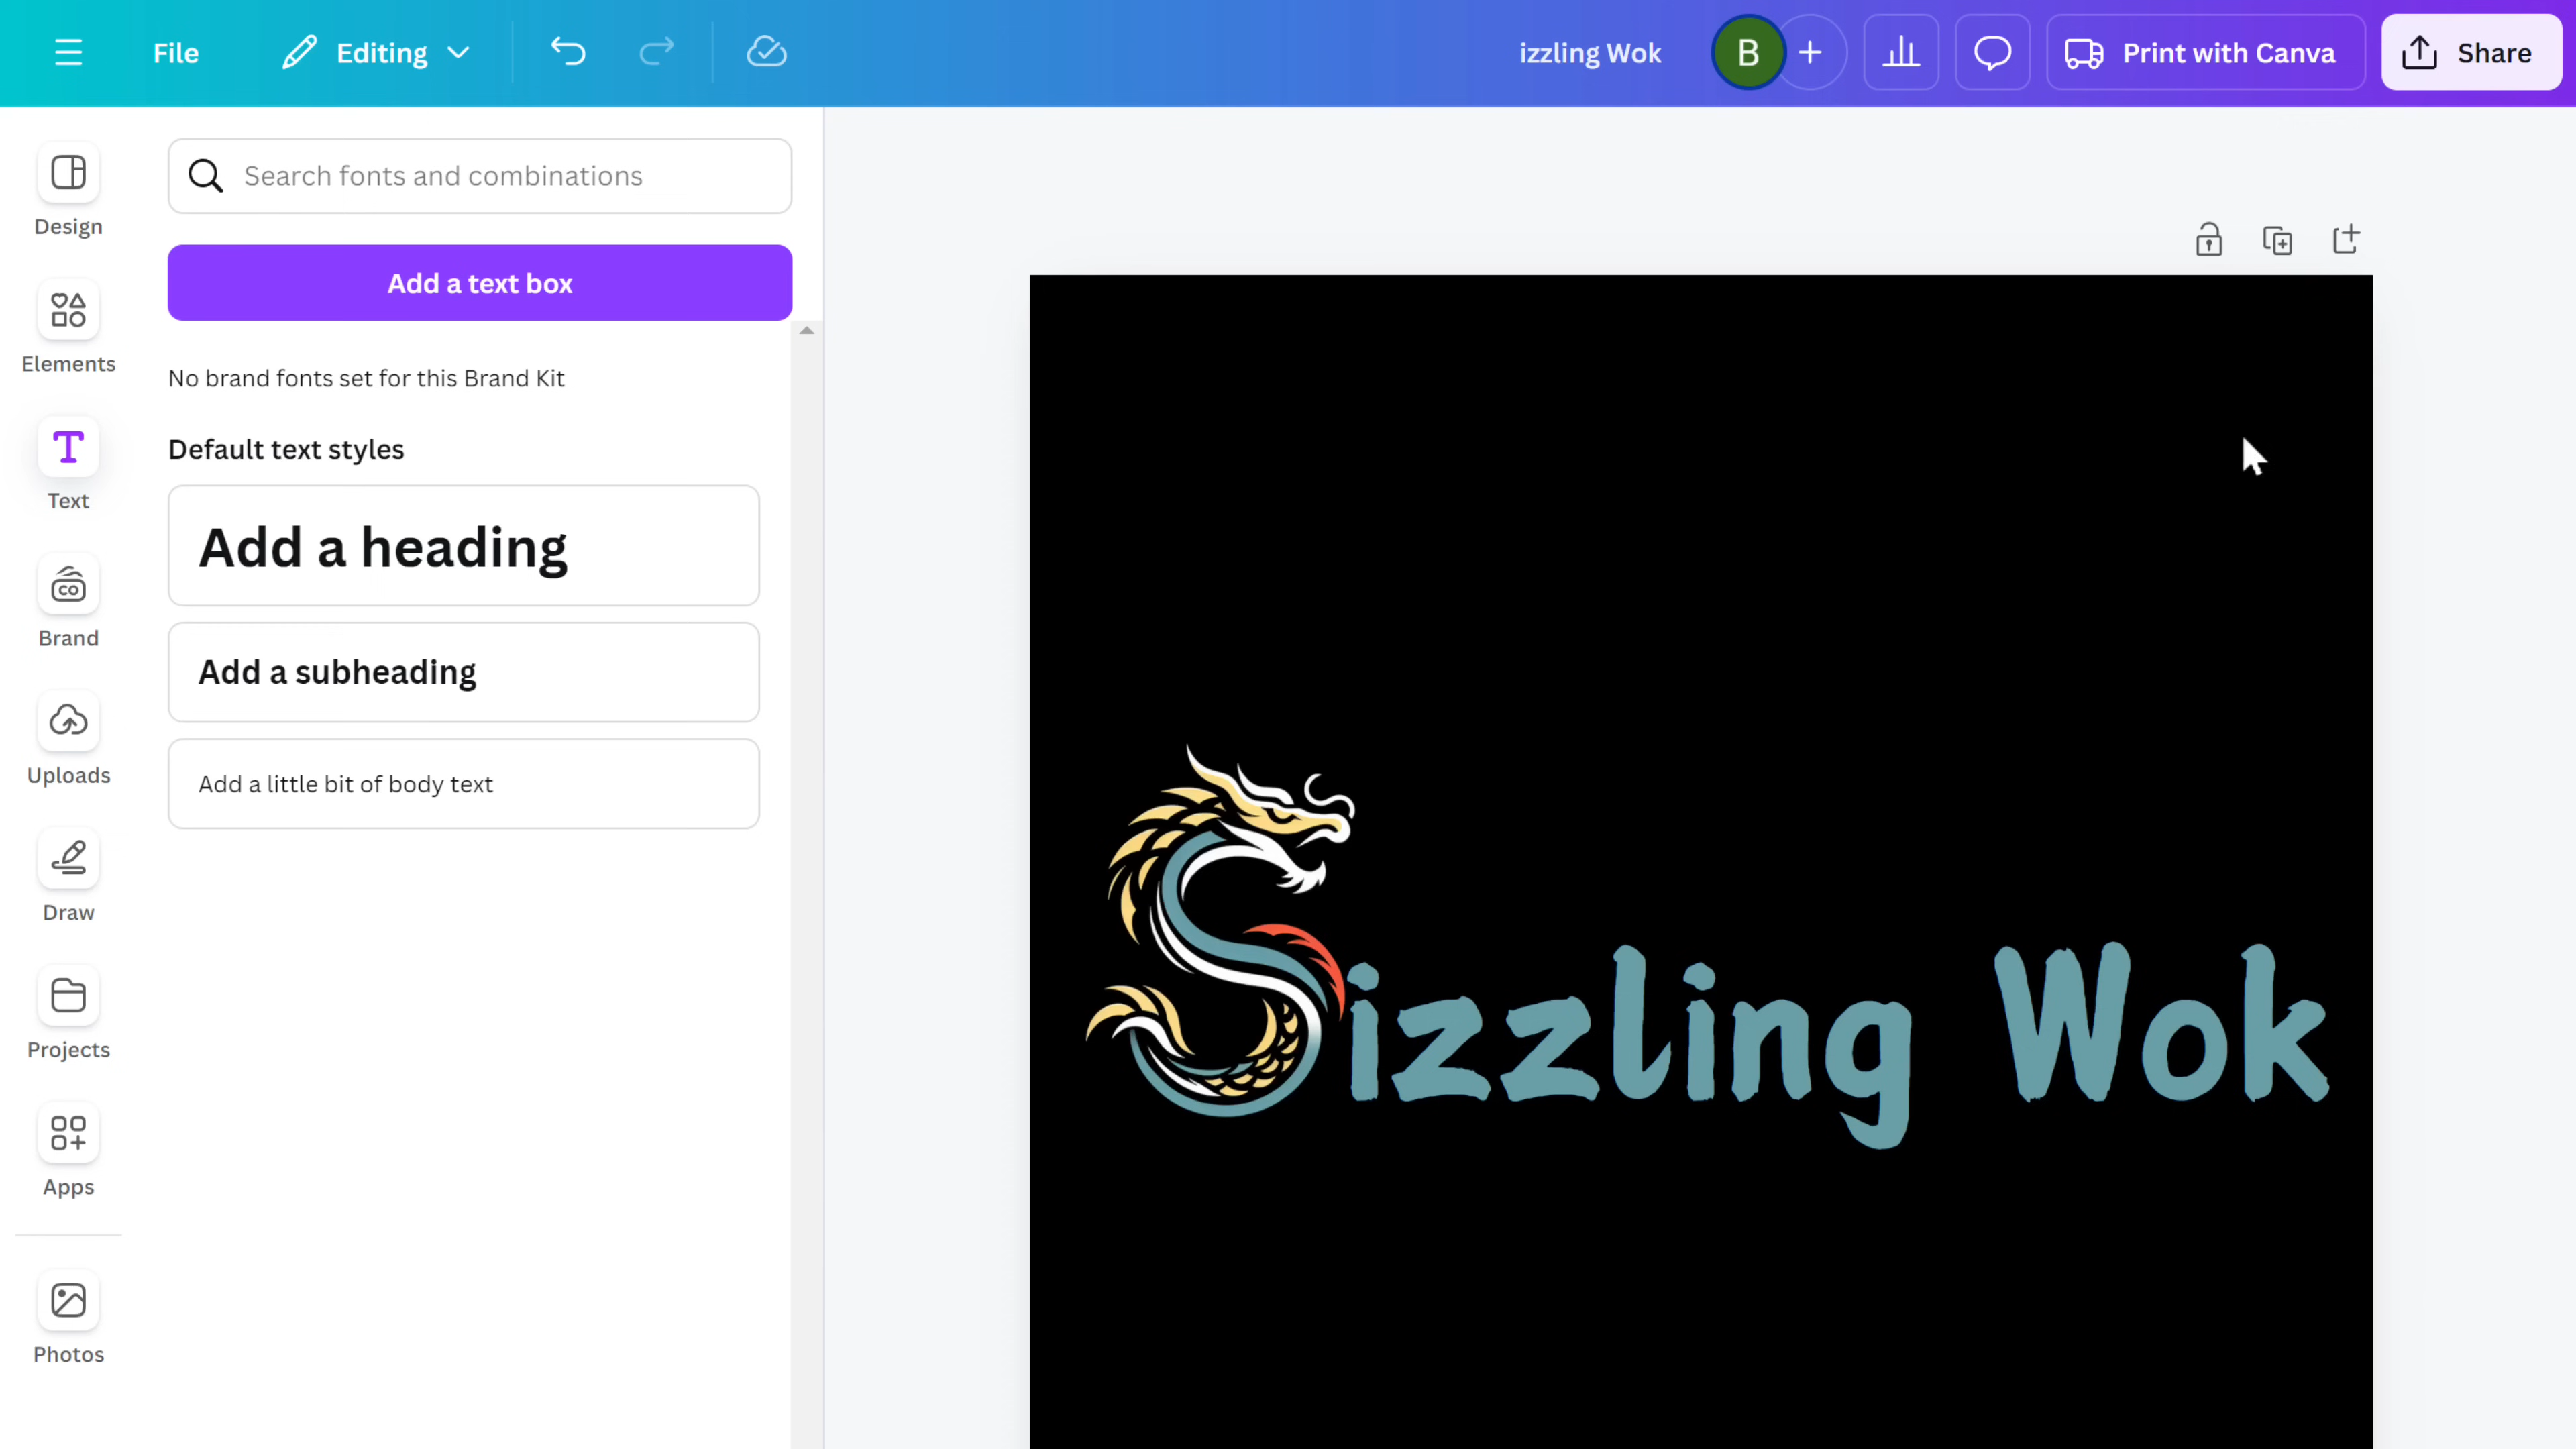 File
Editing
izzling Wok
B
Print with Canva
Share
Design
Elements
Text
Brand
Uploads
Draw
Projects
Apps
Photos
Search fonts and combinations
Add a text box
No brand fonts set for this Brand Kit
Default text styles
Add a heading
Add a subheading
Add a little bit of body text
Sizzling Wok